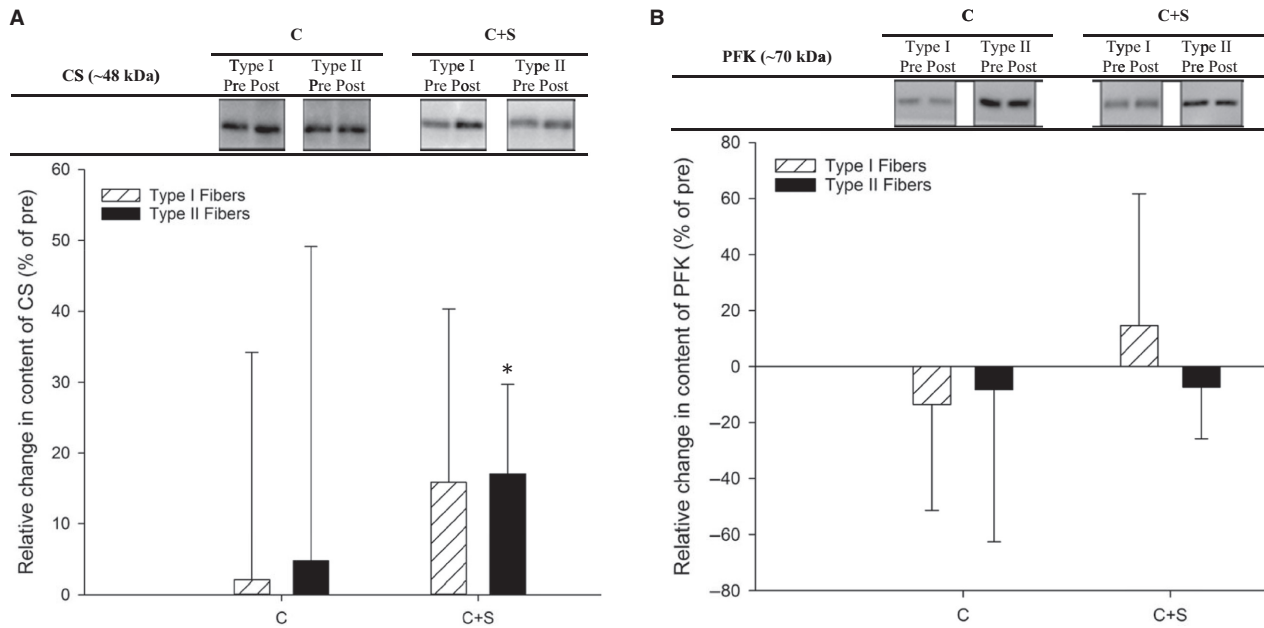 A
C
C+S
CS (~48 kDa)
Type I
Type II
Type I
Type II
Pre Post
Pre Post
Pre Post
Pre Post
60
50
40
30
20
10
0
Relative change in content of CS (% of pre)
Type I Fibers
Type II Fibers
*
C
C+S
B
C
C+S
PFK (~70 kDa)
Type I
Type II
Type I
Type II
Pre Post
Pre Post
Pre Post
Pre Post
80
60
40
20
0
–20
–40
–60
–80
Relative change in content of PFK (% of pre)
Type I Fibers
Type II Fibers
C
C+S